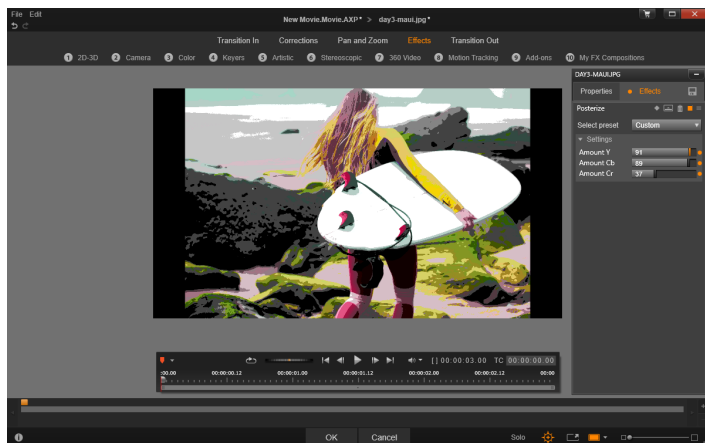 File Edit
New Movie.Movie.AXP* > day3-maui.jpg*
Transition In Corrections Pan and Zoom Effects Transition Out
1 2D-3D 2 Camera 3 Color 4 Keyers 5 Artistic 6 Stereoscopic 7 360 Video 8 Motion Tracking 9 Add-ons 10 My FX Compositions
DAY3-MAUI.JPG
Properties Effects
Posterize
Select preset Custom
Settings
Amount Y 91
Amount Cb 89
Amount Cr 37
[] 00:00:03.00 TC 00:00:00.00
:00.00 00:00:00.12 00:00:01.00 00:00:01.12 00:00:02.00 00:00:02.12 00:00
OK Cancel Solo